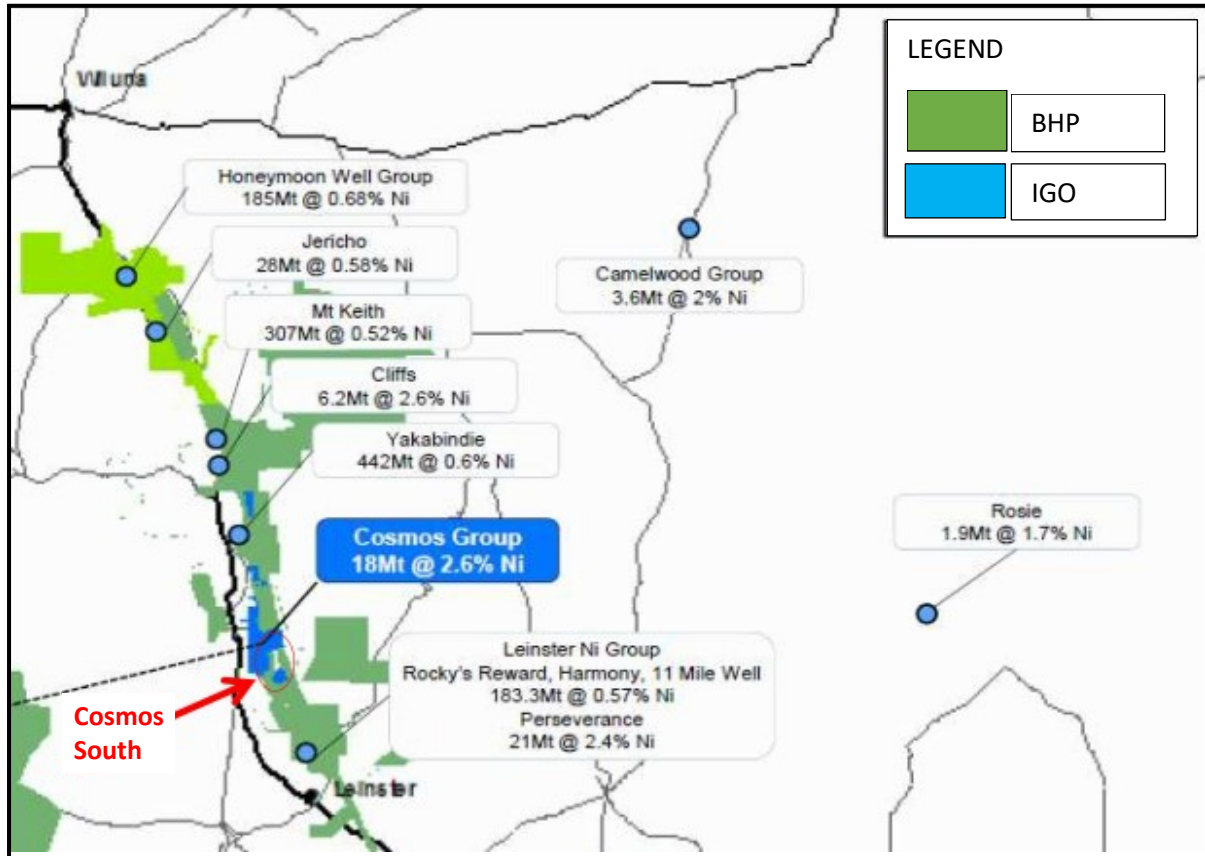 LEGEND
BHP
IGO
Wiluna
Honeymoon Well Group
185Mt @ 0.68% Ni
Jericho
28Mt @ 0.58% Ni
Mt Keith
307Mt @ 0.52% Ni
Cliffs
6.2Mt @ 2.6% Ni
Yakabindie
442Mt @ 0.6% Ni
Camelwood Group
3.6Mt @ 2% Ni
Cosmos Group
18Mt @ 2.6% Ni
Rosie
1.9Mt @ 1.7% Ni
Leinster Ni Group
Rocky's Reward, Harmony, 11 Mile Well
183.3Mt @ 0.57% Ni
Perseverance
21Mt @ 2.4% Ni
Cosmos
South
Leinster